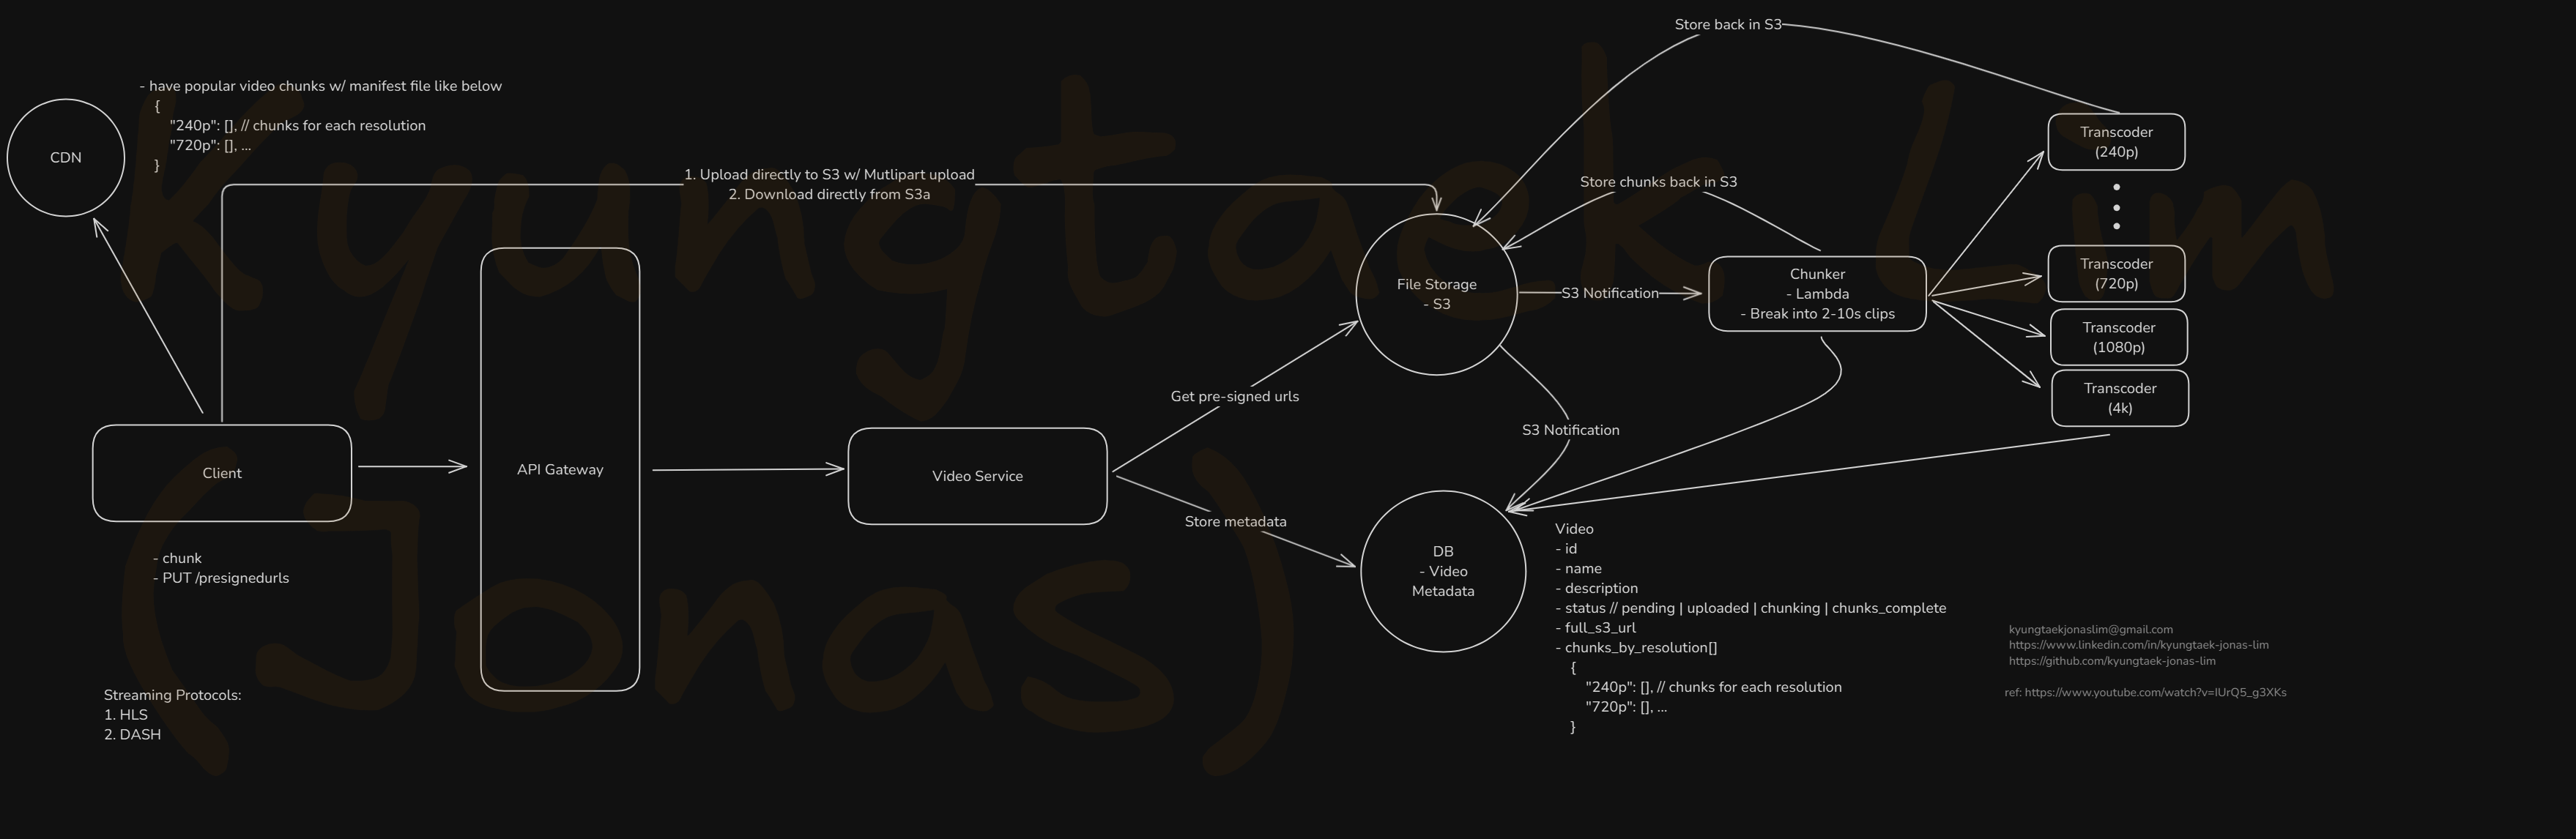 Store back in S3
- have popular video chunks w/ manifest file like below
{
"240p": [], // chunks for each resolution
"720p": [], ...
}
CDN
1. Upload directly to S3 w/ Mutlipart upload
2. Download directly from S3a
Store chunks back in S3
Transcoder
(240p)
Transcoder
(720p)
Transcoder
(1080p)
Transcoder
(4k)
File Storage
- S3
S3 Notification
Chunker
- Lambda
- Break into 2-10s clips
Get pre-signed urls
S3 Notification
Client
API Gateway
Video Service
Store metadata
- chunk
- PUT /presignedurls
DB
- Video
Metadata
Video
- id
- name
- description
- status // pending | uploaded | chunking | chunks_complete
- full_s3_url
- chunks_by_resolution[]
{
"240p": [], // chunks for each resolution
"720p": [], ...
}
Streaming Protocols:
1. HLS
2. DASH
kyungtaekjonaslim@gmail.com
https://www.linkedin.com/in/kyungtaek-jonas-lim
https://github.com/kyungtaek-jonas-lim
ref: https://www.youtube.com/watch?v=IUrQ5_g3XKs
Kyungtaek Lim
(Jonas)